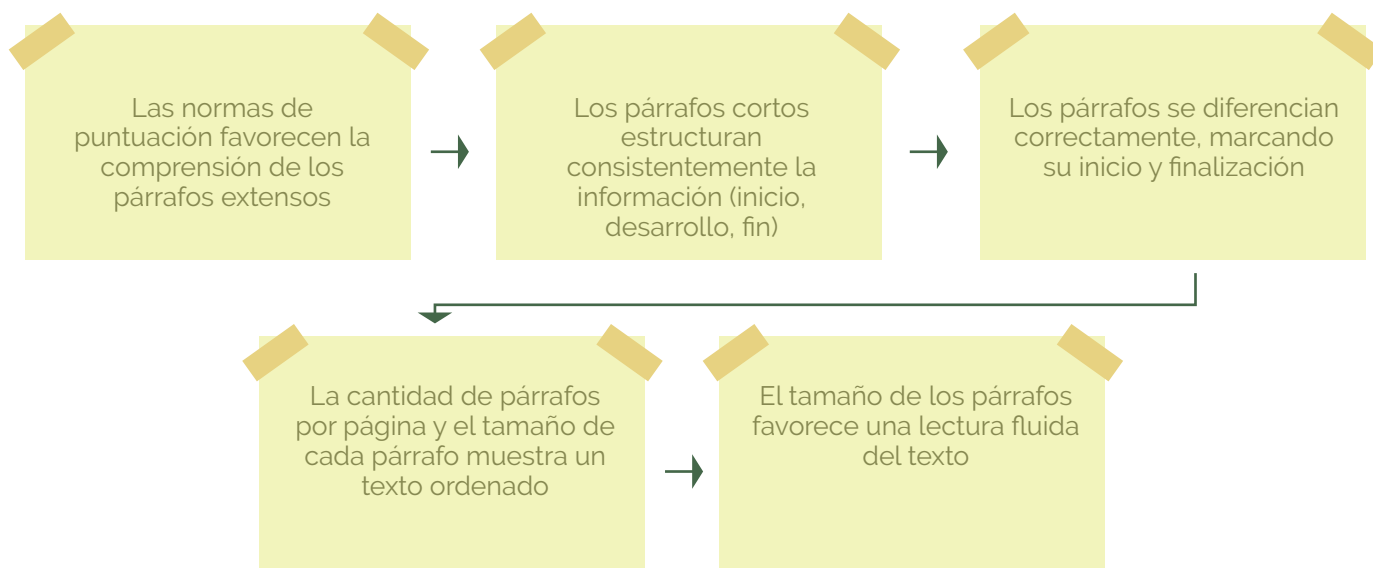 Las normas de
puntuación favorecen la
comprensión de los
párrafos extensos
Los párrafos cortos
estructuran
consistentemente la
información (inicio,
desarrollo, fin)
Los párrafos se diferencian
correctamente, marcando
su inicio y finalización
La cantidad de párrafos
por página y el tamaño de
cada párrafo muestra un
texto ordenado
El tamaño de los párrafos
favorece una lectura fluida
del texto